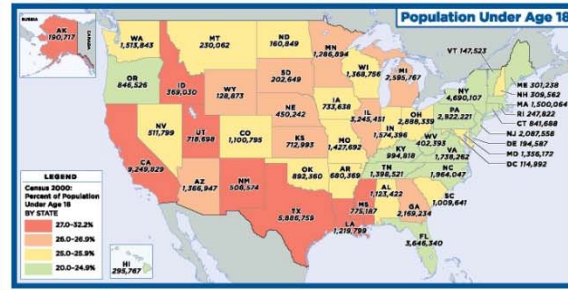 Population Under Age 18
RUSSIA
CANADA
AK
190,717
WA
1,513,843
MT
230,062
ND
160,849
MN
1,286,894
VT 147,523
OR
846,526
ID
369,030
WY
128,873
SD
202,649
WI
1,368,756
MI
2,595,767
NY
4,690,107
ME 301,238
NH 309,562
MA 1,500,064
RI 247,822
CT 841,688
NJ 2,087,558
DE 194,587
MD 1,356,172
DC 114,992
NV
511,799
UT
718,698
CO
1,100,795
NE
450,242
IA
733,638
IL
3,245,451
IN
1,574,396
OH
2,888,339
PA
2,922,221
WV
402,393
VA
1,738,262
CA
9,249,829
AZ
1,366,947
NM
508,574
KS
712,993
MO
1,427,692
KY
994,818
TN
1,398,521
NC
1,964,047
OK
892,360
AR
680,369
SC
1,009,641
TX
5,886,759
LA
1,219,799
MS
775,187
AL
1,123,422
GA
2,169,234
FL
3,646,340
HI
295,767
LEGEND
Census 2000:
Percent of Population
Under Age 18
BY STATE
27.0-32.2%
26.0-26.9%
25.0-25.9%
20.0-24.9%